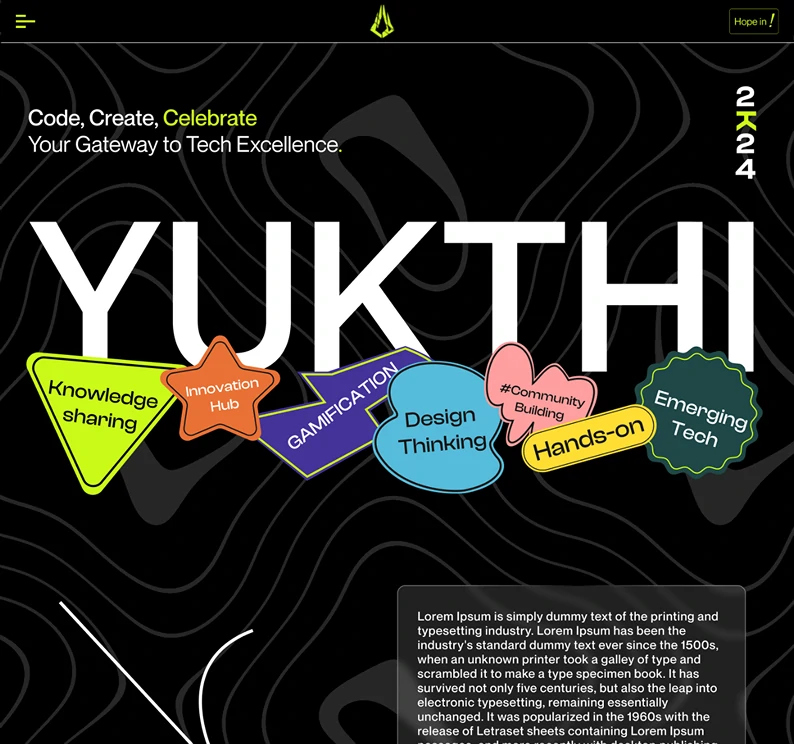 Hope in !
Code, Create, Celebrate
Your Gateway to Tech Excellence.
2
K
2
4
YUKTHI
Knowledge
sharing
Innovation
Hub
GAMIFICATION
Design
Thinking
#Community
Building
Hands-on
Emerging
Tech
Lorem Ipsum is simply dummy text of the printing and
typesetting industry. Lorem Ipsum has been the
industry's standard dummy text ever since the 1500s,
when an unknown printer took a galley of type and
scrambled it to make a type specimen book. It has
survived not only five centuries, but also the leap into
electronic typesetting, remaining essentially
unchanged. It was popularized in the 1960s with the
release of Letraset sheets containing Lorem Ipsum